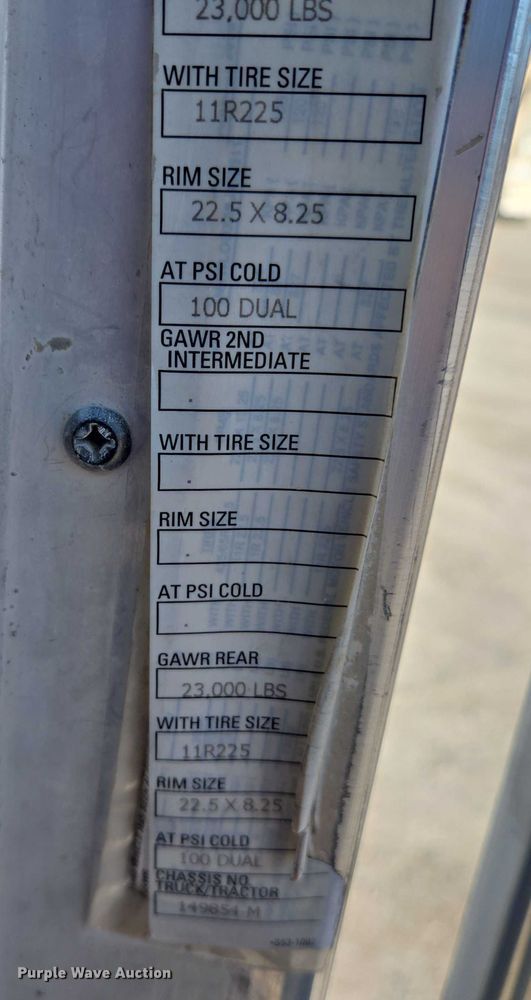 23,000 LBS
WITH TIRE SIZE
11R225
RIM SIZE
22.5 X 8.25
AT PSI COLD
100 DUAL
GAWR 2ND
INTERMEDIATE
WITH TIRE SIZE
RIM SIZE
AT PSI COLD
GAWR REAR
23,000 LBS
WITH TIRE SIZE
11R225
RIM SIZE
22.5 X 8.25
AT PSI COLD
100 DUAL
CHASSIS NO.
TRUCK/TRACTOR
149854 M
Purple Wave Auction